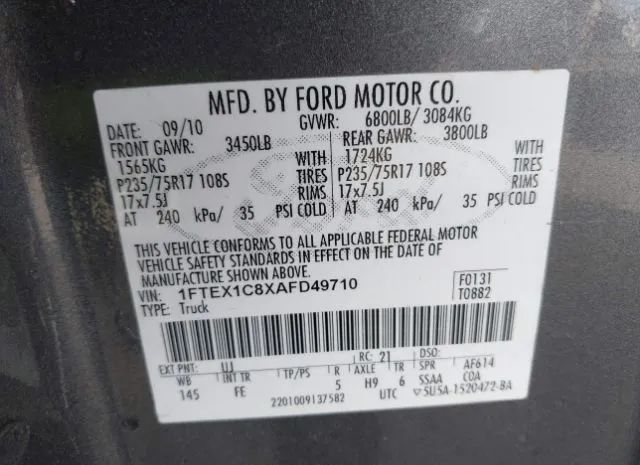 MFD. BY FORD MOTOR CO.
DATE: 09/10 GVWR: 6800LB/ 3084KG
FRONT GAWR: 3450LB REAR GAWR: 3800LB
1565KG WITH 1724KG WITH
P235/75R17 108S TIRES P235/75R17 108S TIRES
17x7.5J RIMS 17x7.5J RIMS
AT 240 kPa/ 35 PSI COLD AT 240 kPa/ 35 PSI COLD
THIS VEHICLE CONFORMS TO ALL APPLICABLE FEDERAL MOTOR
VEHICLE SAFETY STANDARDS IN EFFECT ON THE DATE OF
MANUFACTURE SHOWN ABOVE.
VIN: 1FTEX1C8XAFD49710 F0131
TYPE: Truck T0882
EXT PNT: UJ RC: 21 DSO:
WB INT TR TP/PS R AXLE TR SPR AF614
145 FE 5 H9 6 SSAA COA
2201009137582 UTC ▽5U5A-1520472-BA